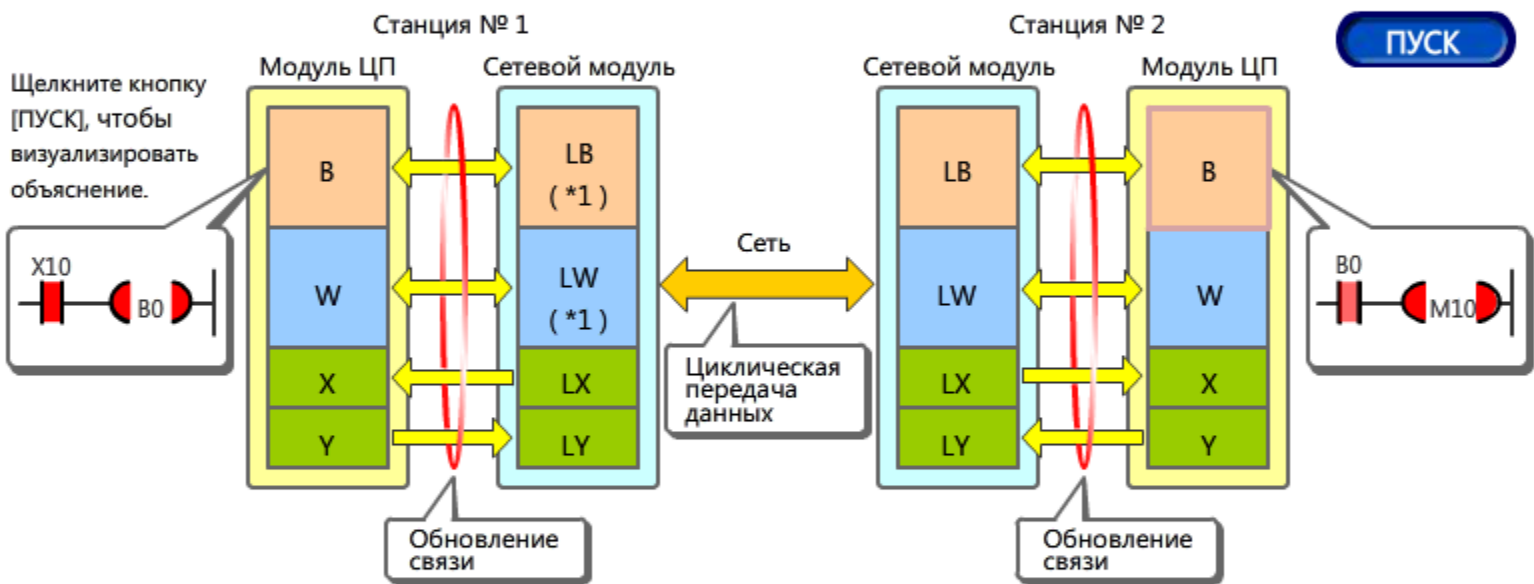 Станция № 1
Станция № 2
ПУСК
Щелкните кнопку
[ПУСК], чтобы
визуализировать
объяснение.
Модуль ЦП
Сетевой модуль
Сетевой модуль
Модуль ЦП
B
LB
( *1 )
LB
B
X10
B0
W
LW
( *1 )
Сеть
LW
W
B0
M10
X
LX
Циклическая
передача
данных
LX
X
Y
LY
LY
Y
Обновление
связи
Обновление
связи